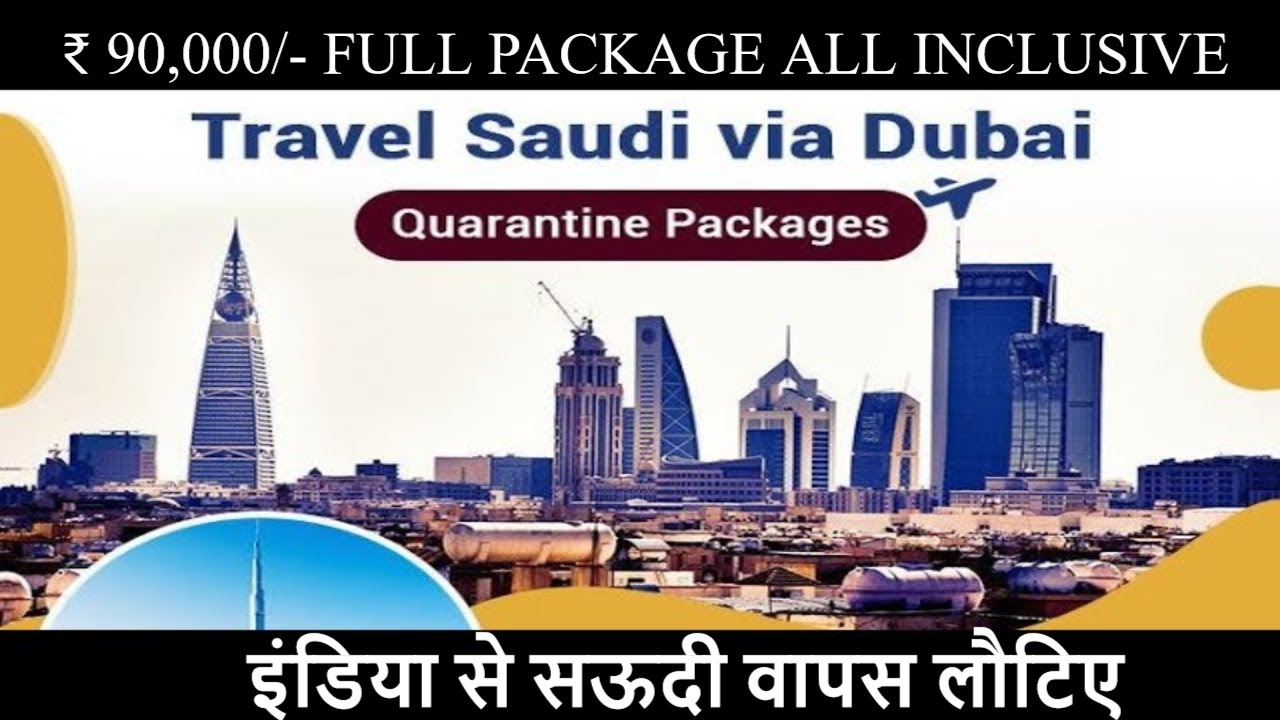 ₹ 90,000/- FULL PACKAGE ALL INCLUSIVE
Travel Saudi via Dubai
Quarantine Packages
इंडिया से सऊदी वापस लौटिए